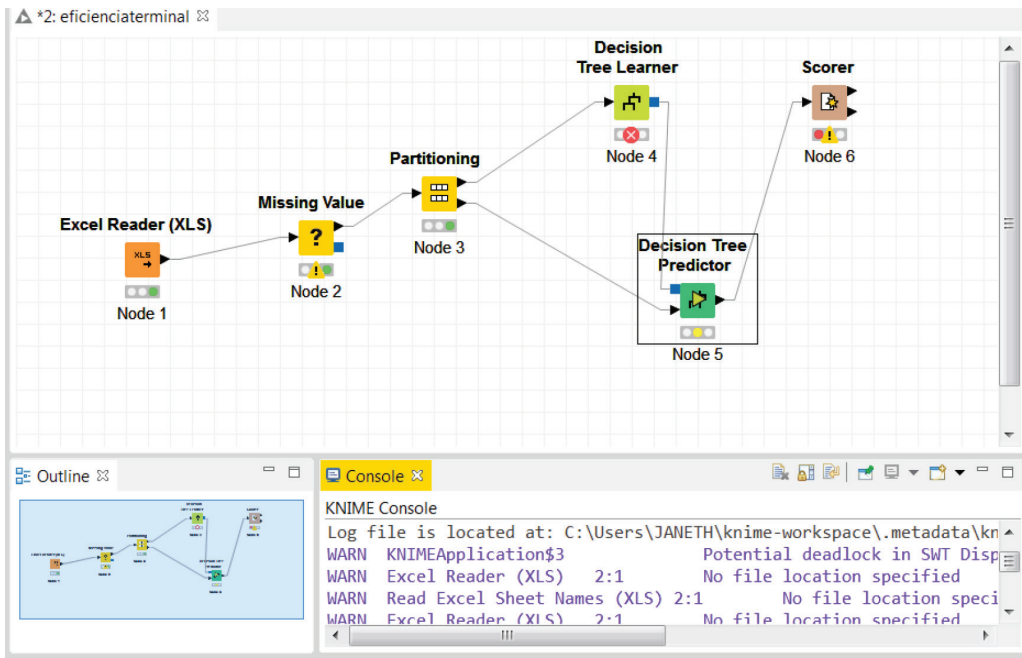 *2: eficienciaterminal
Decision
Tree Learner
Node 4
Scorer
Node 6
Partitioning
Node 3
Missing Value
?
Node 2
Excel Reader (XLS)
XLS
Node 1
Decision Tree
Predictor
Node 5
Outline
Console
KNIME Console
Log file is located at: C:\Users\JANETH\knime-workspace\.metadata\kn
WARN KNIMEApplication$3 Potential deadlock in SWT Disp
WARN Excel Reader (XLS) 2:1 No file location specified
WARN Read Excel Sheet Names (XLS) 2:1 No file location speci
WARN Excel Reader (XLS) 2:1 No file location specified